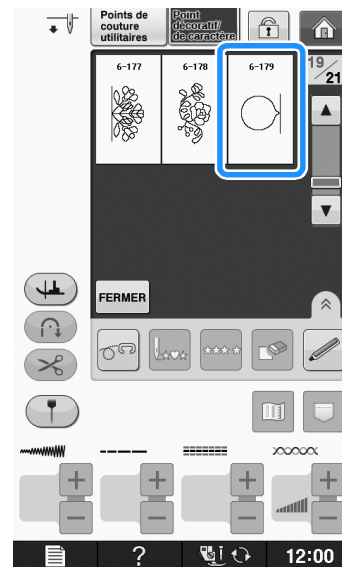 Points de
couture
utilitaires
Point
décoratif/
de caractère
6-177
6-178
6-179
19/21
FERMER
?
12:00